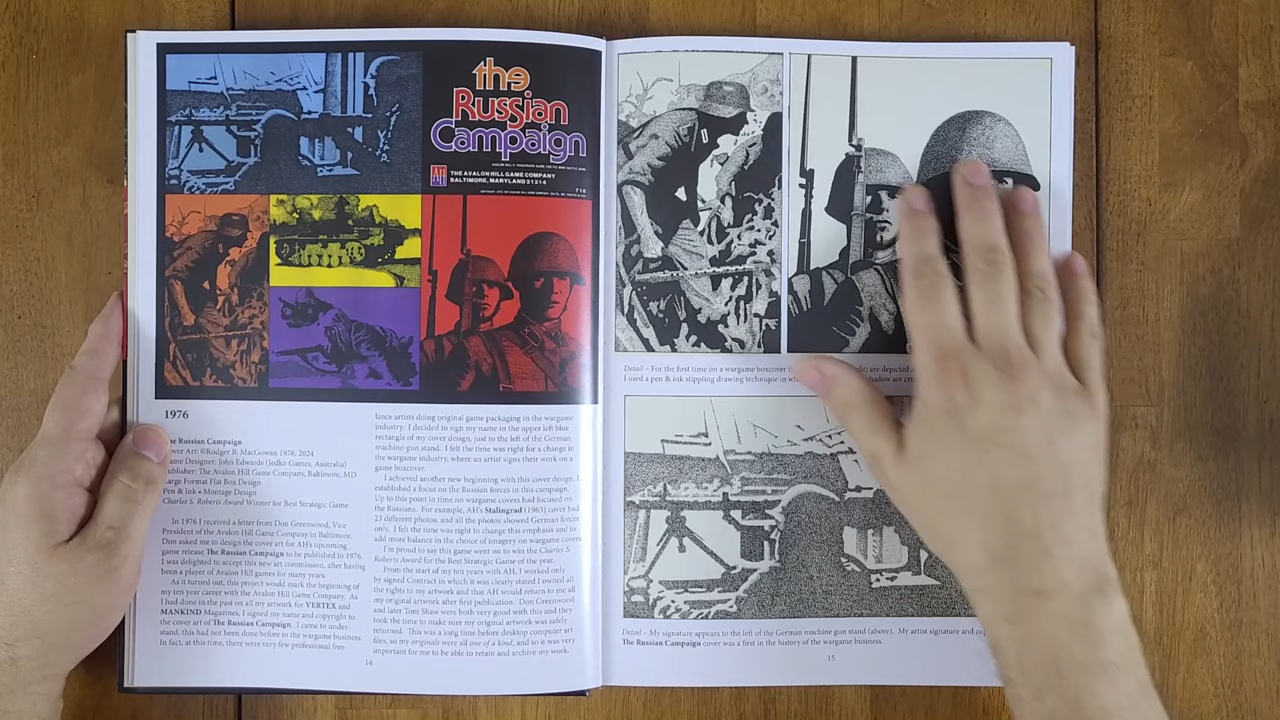 the
Russian
Campaign
AVALON HILL'S TRADEMARK NAME FOR ITS WWII BATTLE GAME
THE AVALON HILL GAME COMPANY
BALTIMORE, MARYLAND 21214
718
1976
he Russian Campaign
over Art: ©Rodger B. MacGowan 1976, 2024
ame Designer: John Edwards (Jedko Games, Australia)
ublisher: The Avalon Hill Game Company, Baltimore, MD
Large Format Flat Box Design
Pen & Ink • Montage Design
Charles S. Roberts Award Winner for Best Strategic Game
In 1976 I received a letter from Don Greenwood, Vice
President of the Avalon Hill Game Company in Baltimore.
Don asked me to design the cover art for AH's upcoming
game release The Russian Campaign to be published in 1976.
I was delighted to accept this new art commission, after having
been a player of Avalon Hill games for many years.
As it turned out, this project would mark the beginning of
my ten year career with the Avalon Hill Game Company. As
I had done in the past on all my artwork for VERTEX and
MANKIND Magazines, I signed my name and copyright to
the cover art of The Russian Campaign. I came to under-
stand, this had not been done before in the wargame business.
In fact, at this time, there were very few professional free-
lance artists doing original game packaging in the wargame
industry. I decided to sign my name in the upper left blue
rectangle of my cover design, just to the left of the German
machine-gun stand. I felt the time was right for a change in
the wargame industry, where an artist signs their work on a
game boxcover.
I achieved another new beginning with this cover design, I
established a focus on the Russian forces in this campaign.
Up to this point in time no wargame covers had focused on
the Russians. For example, AH's Stalingrad (1963) cover had
23 different photos, and all the photos showed German forces
only. I felt the time was right to change this emphasis and to
add more balance in the choice of imagery on wargame covers.
I'm proud to say this game went on to win the Charles S.
Roberts Award for the Best Strategic Game of the year.
From the start of my ten years with AH, I worked only
by signed Contract in which it was clearly stated I owned all
the rights to my artwork and that AH would return to me all
my original artwork after first publication. Don Greenwood
and later Tom Shaw were both very good with this and they
took the time to make sure my original artwork was safely
returned. This was a long time before desktop computer art
files, so my originals were all one of a kind, and so it was very
important for me to be able to retain and archive my work.
14
Detail – For the first time on a wargame boxcover are depicted
I used a pen & ink stippling drawing technique in
Detail – My signature appears to the left of the German machine gun stand (above). My artist signature and
The Russian Campaign cover was a first in the history of the wargame business.
15